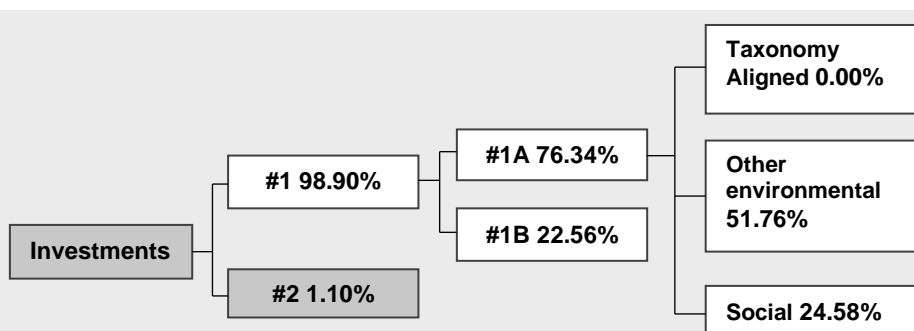 Investments
#1 98.90%
#2 1.10%
#1A 76.34%
#1B 22.56%
Taxonomy
Aligned 0.00%
Other
environmental
51.76%
Social 24.58%